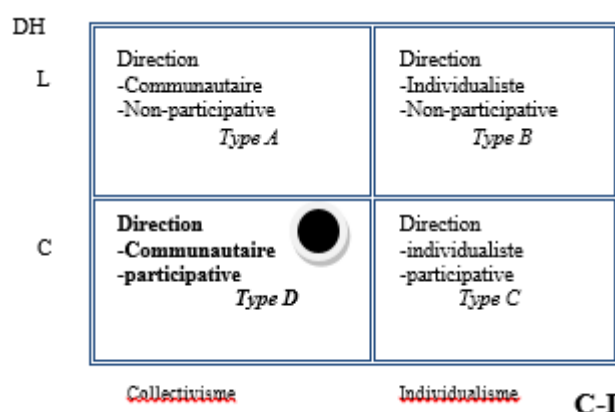 DH
L
Direction
-Communautaire
-Non-participative
Type A
Direction
-Individualiste
-Non-participative
Type B
C
Direction
-Communautaire
-participative
Type D
Direction
-individualiste
-participative
Type C
Collectivisme
Individualisme